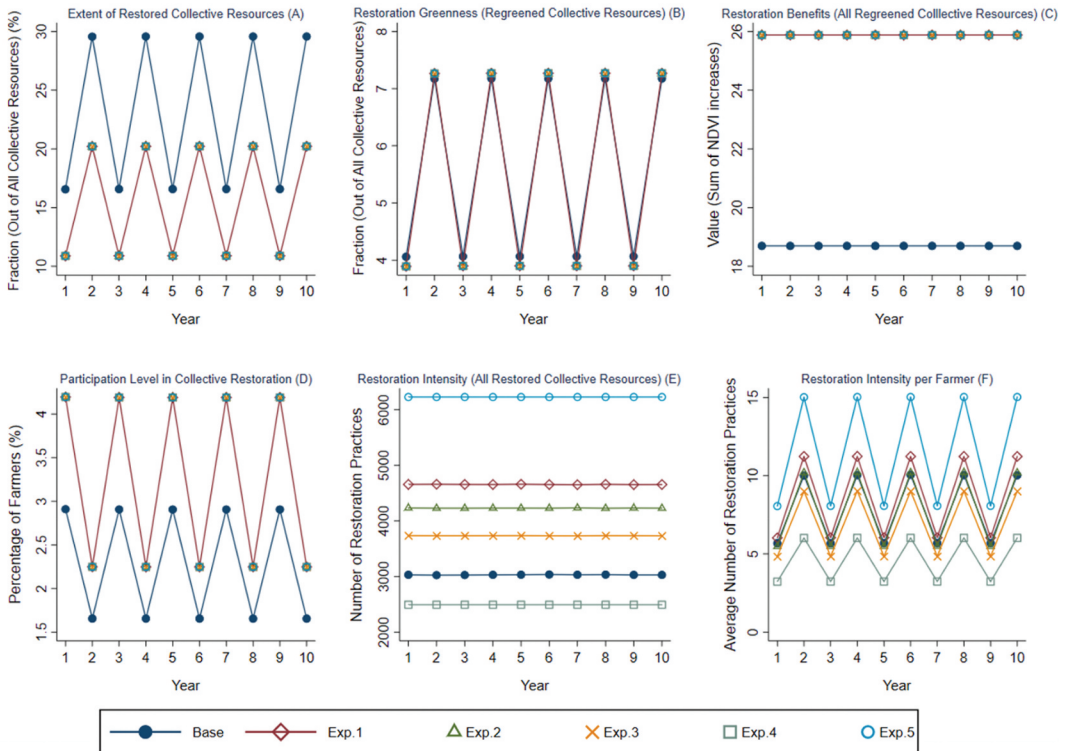 Extent of Restored Collective Resources (A)
Fraction (Out of All Collective Resources) (%)
30
25
20
15
10
1 2 3 4 5 6 7 8 9 10
Year
Restoration Greenness (Regreened Collective Resources) (B)
Fraction (Out of All Collective Resources)
8
7
6
5
4
1 2 3 4 5 6 7 8 9 10
Year
Restoration Benefits (All Regreened Colllective Resources) (C)
Value (Sum of NDVI increases)
26
24
22
20
18
1 2 3 4 5 6 7 8 9 10
Year
Participation Level in Collective Restoration (D)
Percentage of Farmers (%)
4
3.5
3
2.5
2
1.5
1 2 3 4 5 6 7 8 9 10
Year
Restoration Intensity (All Restored Collective Resources) (E)
Number of Restoration Practices
6000
5000
4000
3000
2000
1 2 3 4 5 6 7 8 9 10
Year
Restoration Intensity per Farmer (F)
Average Number of Restoration Practices
15
10
5
0
1 2 3 4 5 6 7 8 9 10
Year
Base Exp.1 Exp.2 Exp.3 Exp.4 Exp.5